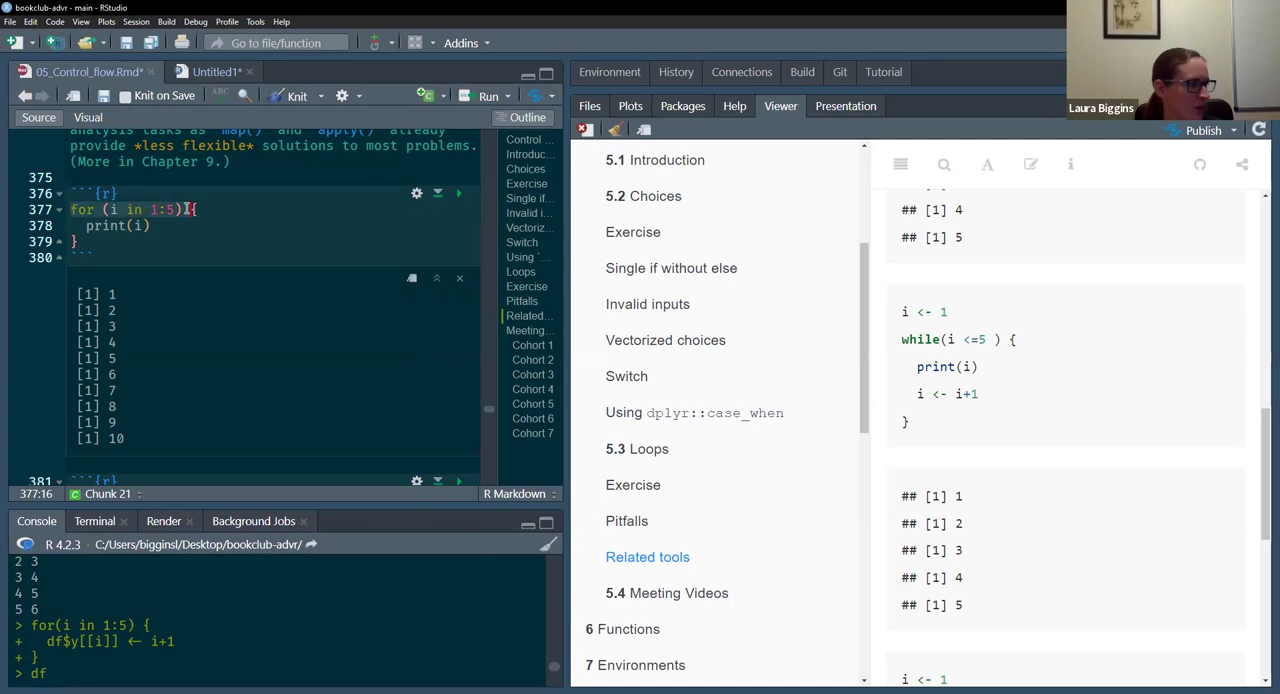 bookclub-advr - main - RStudio
File Edit Code View Plots Session Build Debug Profile Tools Help
Go to file/function Addins
Laura Biggins
05_Control_flow.Rmd* Untitled1*
Knit on Save ABC Knit Run
Source Visual Outline
analysis tasks as `map()` and `apply()` already
provide *less flexible* solutions to most problems.
(More in Chapter 9.)
375
376 ```{r}
377 for (i in 1:5) {
378 print(i)
379 }
380 ```
[1] 1
[1] 2
[1] 3
[1] 4
[1] 5
[1] 6
[1] 7
[1] 8
[1] 9
[1] 10
381 ```{r}
377:16 Chunk 21 R Markdown
Control ...
Introduc...
Choices
Exercise
Single if...
Invalid i...
Vectoriz...
Switch
Using `...
Loops
Exercise
Pitfalls
Related...
Meeting...
Cohort 1
Cohort 2
Cohort 3
Cohort 4
Cohort 5
Cohort 6
Cohort 7
Console Terminal Render Background Jobs
R 4.2.3 · C:/Users/bigginsl/Desktop/bookclub-advr/
2 3
3 4
4 5
5 6
> for(i in 1:5) {
+ df$y[[i]] <- i+1
+ }
> df
Environment History Connections Build Git Tutorial
Files Plots Packages Help Viewer Presentation
Publish
5.1 Introduction
5.2 Choices
Exercise
Single if without else
Invalid inputs
Vectorized choices
Switch
Using dplyr::case_when
5.3 Loops
Exercise
Pitfalls
Related tools
5.4 Meeting Videos
6 Functions
7 Environments
## [1] 4
## [1] 5
i <- 1
while(i <=5 ) {
print(i)
i <- i+1
}
## [1] 1
## [1] 2
## [1] 3
## [1] 4
## [1] 5
i <- 1